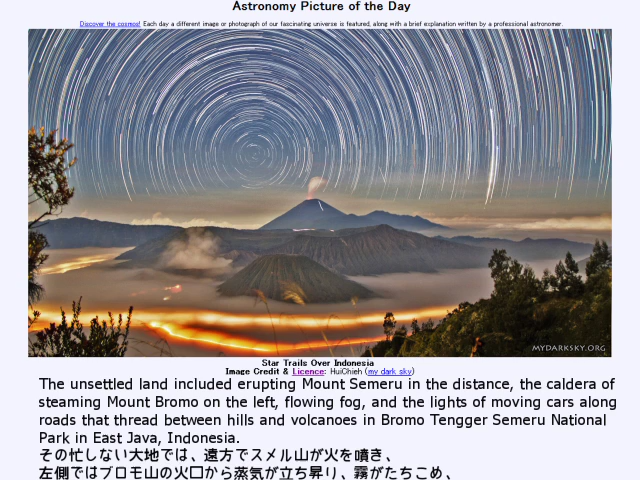 Astronomy Picture of the Day
Discover the cosmos! Each day a different image or photograph of our fascinating universe is featured, along with a brief explanation written by a professional astronomer.
MYDARKSKY.ORG
Star Trails Over Indonesia
Image Credit & Licence: HuiChieh (my dark sky)
The unsettled land included erupting Mount Semeru in the distance, the caldera of
steaming Mount Bromo on the left, flowing fog, and the lights of moving cars along
roads that thread between hills and volcanoes in Bromo Tengger Semeru National
Park in East Java, Indonesia.
その忙しない大地では、遠方でスメル山が火を噴き、
左側ではブロモ山の火口から蒸気が立ち昇り、霧がたちこめ、